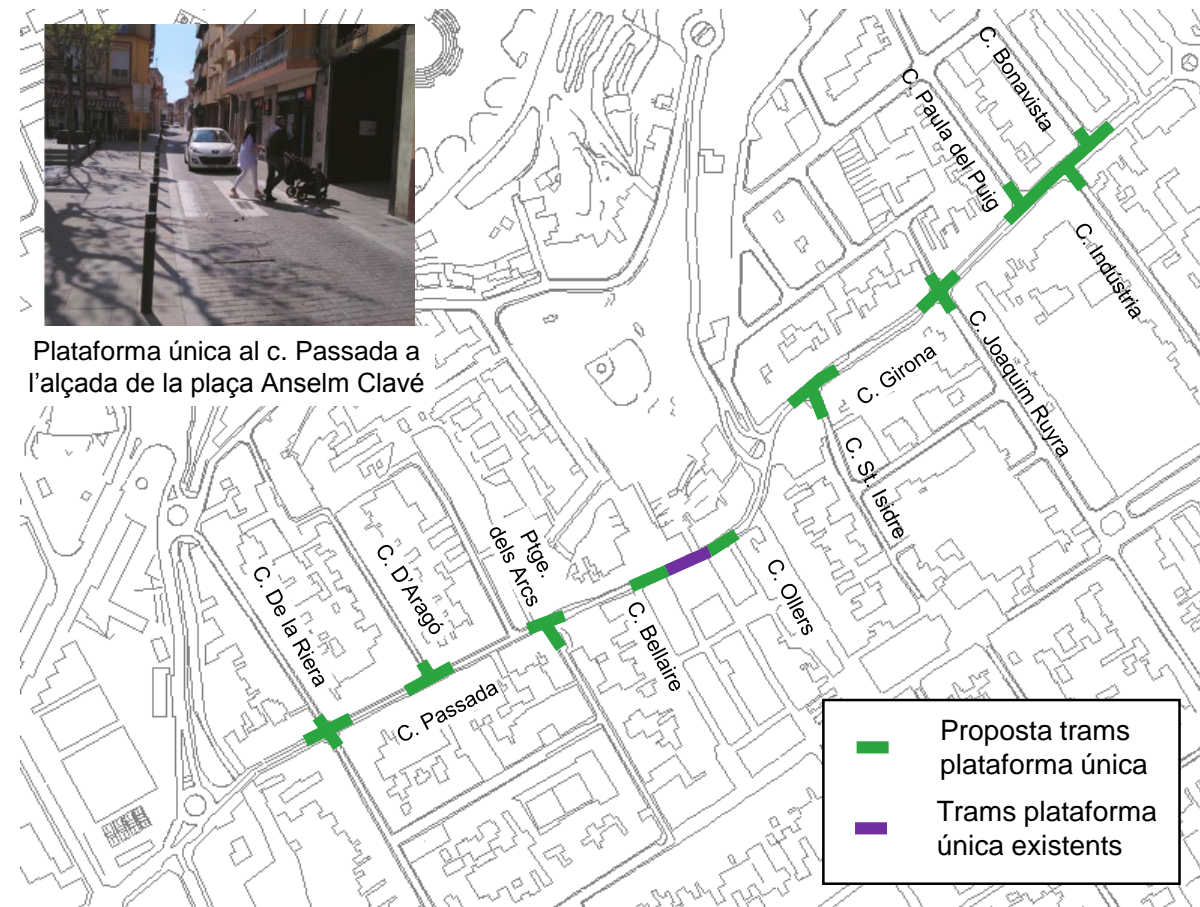 Plataforma única al c. Passada a
l'alçada de la plaça Anselm Clavé
C. Bonavista
C. Paula del Puig
C. Indústria
C. Joaquim Ruyra
C. Girona
C. St. Isidre
Ptge.
dels Arcs
C. D'Aragó
C. De la Riera
C. Ollers
C. Bellaire
C. Passada
Proposta trams
plataforma única
Trams plataforma
única existents